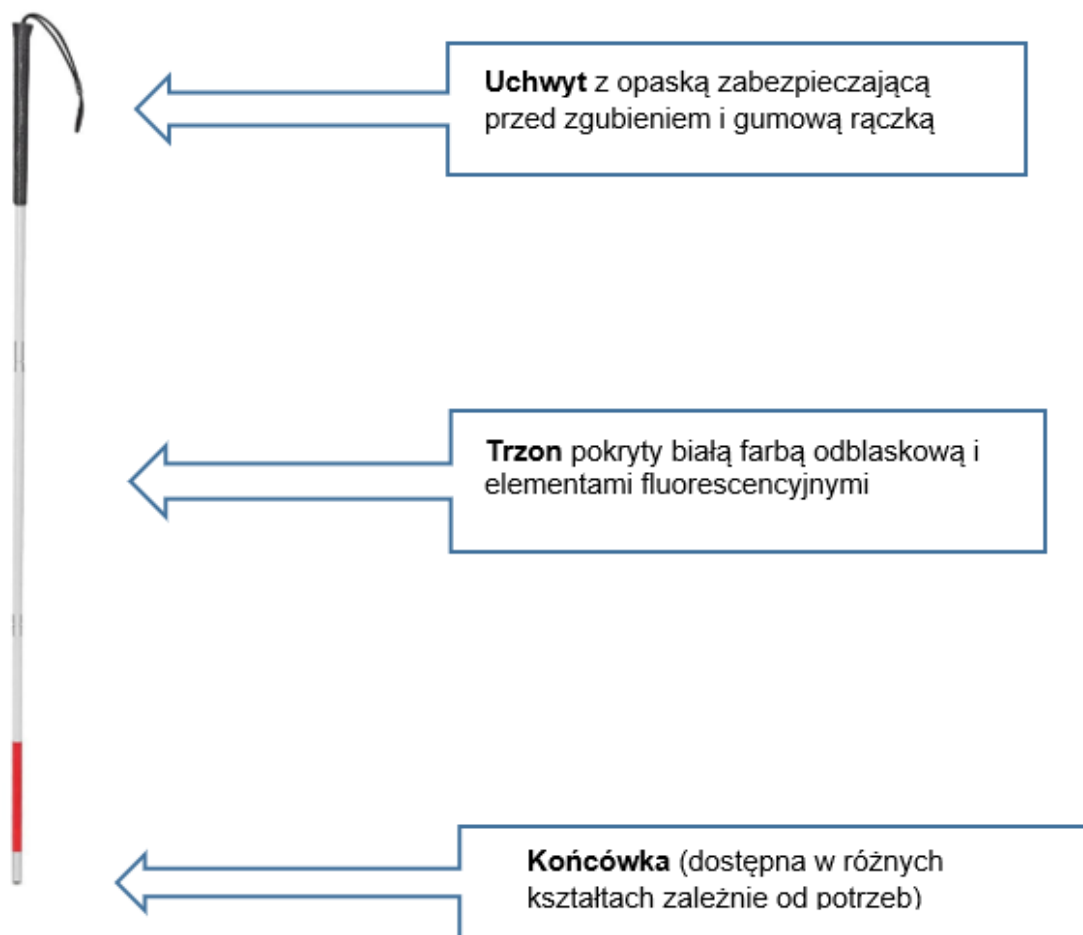 Uchwyt z opaską zabezpieczającą
przed zgubieniem i gumową rączką
Trzon pokryty białą farbą odblaskową i
elementami fluorescencyjnymi
Końcówka (dostępna w różnych
kształtach zależnie od potrzeb)